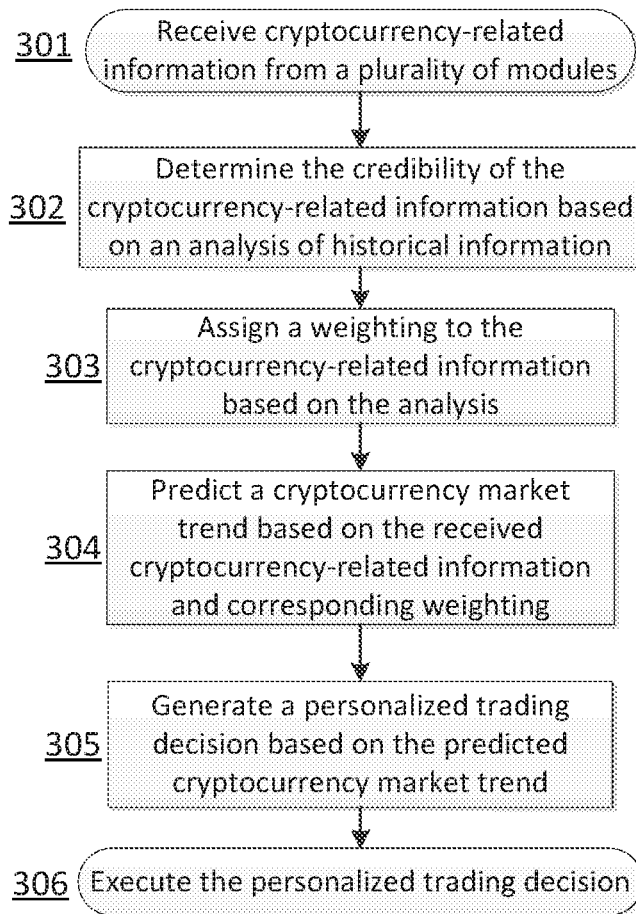 301
Receive cryptocurrency-related
information from a plurality of modules
302
Determine the credibility of the
cryptocurrency-related information based
on an analysis of historical information
303
Assign a weighting to the
cryptocurrency-related information
based on the analysis
304
Predict a cryptocurrency market
trend based on the received
cryptocurrency-related information
and corresponding weighting
305
Generate a personalized trading
decision based on the predicted
cryptocurrency market trend
306
Execute the personalized trading decision